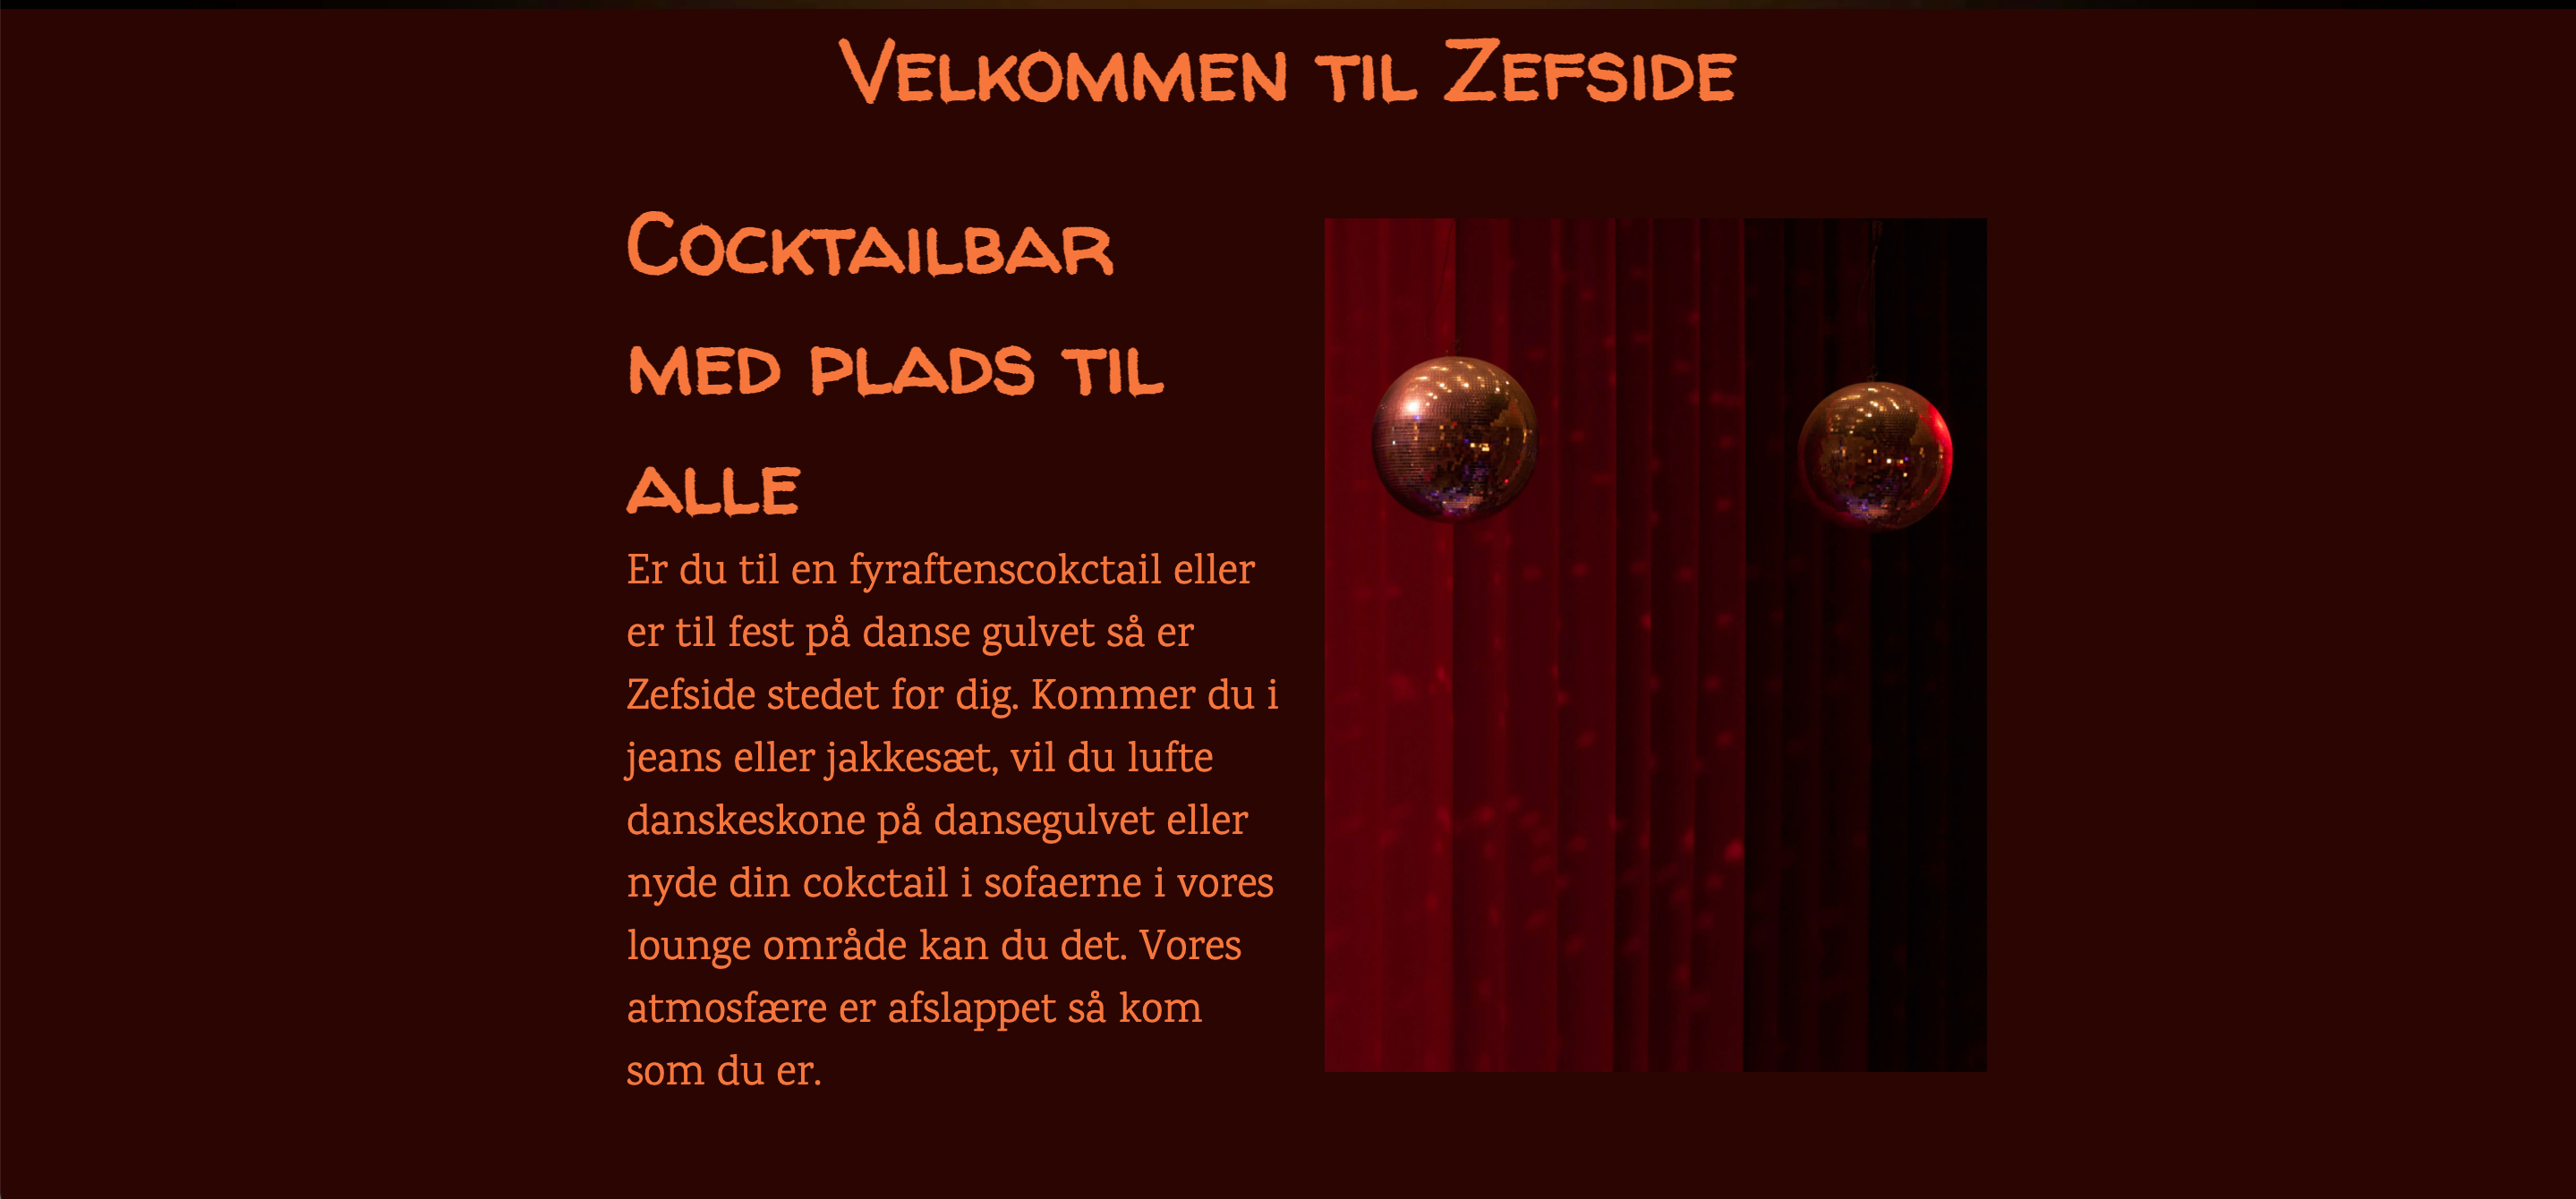 Velkommen til Zefside
Cocktailbar
med plads til
alle
Er du til en fyraftenscokctail eller
er til fest på danse gulvet så er
Zefside stedet for dig. Kommer du i
jeans eller jakkesæt, vil du lufte
danskeskone på dansegulvet eller
nyde din cokctail i sofaerne i vores
lounge område kan du det. Vores
atmosfære er afslappet så kom
som du er.